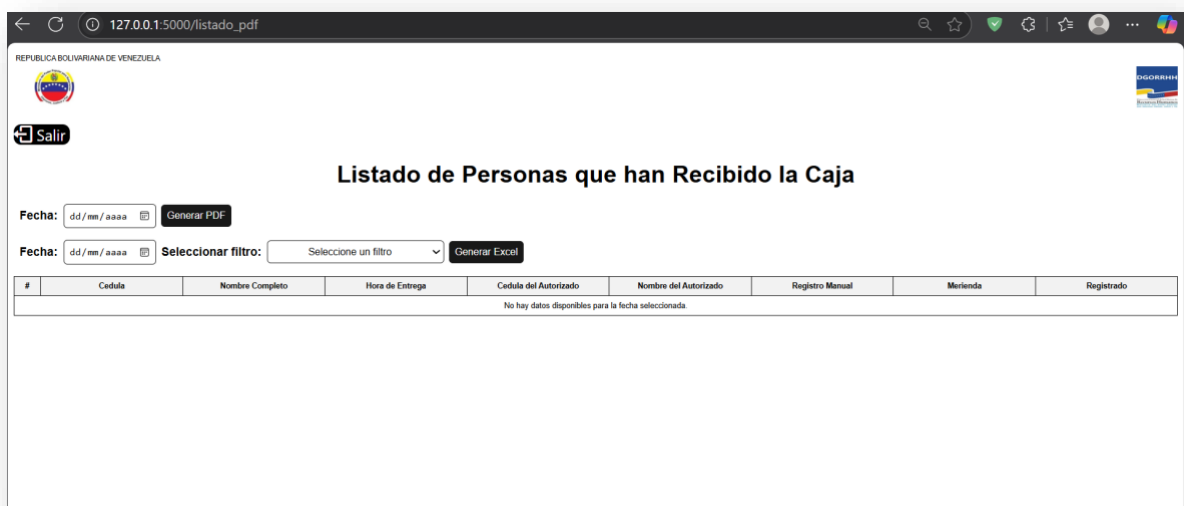 127.0.0.1:5000/listado_pdf
REPUBLICA BOLIVARIANA DE VENEZUELA
DGORRHH
Salir
Listado de Personas que han Recibido la Caja
Fecha: dd/mm/aaaa Generar PDF
Fecha: dd/mm/aaaa Seleccionar filtro: Seleccione un filtro Generar Excel
# Cedula Nombre Completo Hora de Entrega Cedula del Autorizado Nombre del Autorizado Registro Manual Merienda Registrado
No hay datos disponibles para la fecha seleccionada.